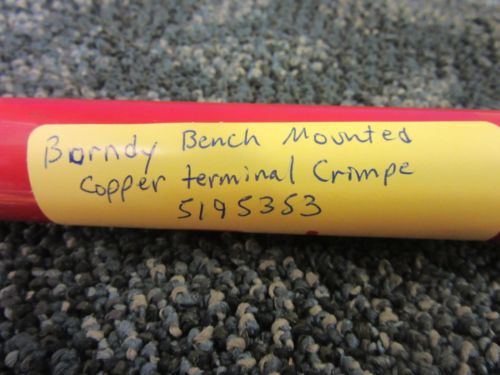 Borndy Bench Mounted
Copper terminal Crimpe
5195353